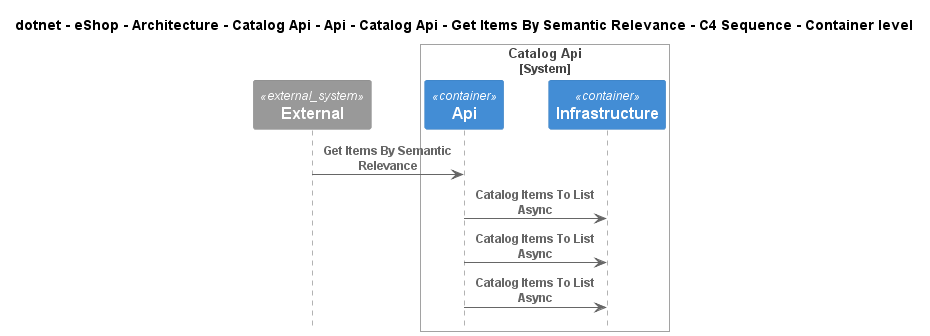 dotnet - eShop - Architecture - Catalog Api - Api - Catalog Api - Get Items By Semantic Relevance - C4 Sequence - Container level
Catalog Api
[System]
«external_system»
External
«container»
Api
«container»
Infrastructure
Get Items By Semantic
Relevance
Catalog Items To List
Async
Catalog Items To List
Async
Catalog Items To List
Async